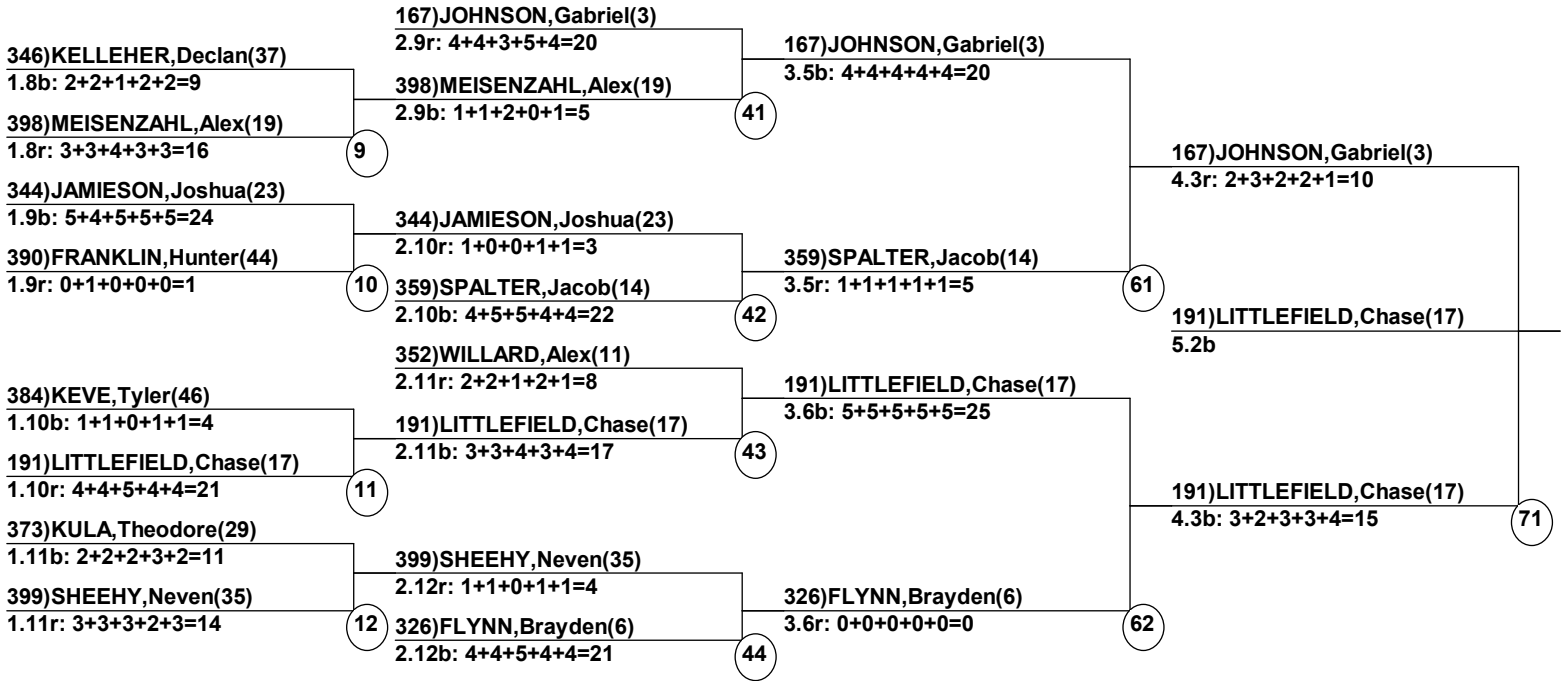 346)KELLEHER,Declan(37)
1.8b: 2+2+1+2+2=9
398)MEISENZAHL,Alex(19)
1.8r: 3+3+4+3+3=16
9
344)JAMIESON,Joshua(23)
1.9b: 5+4+5+5+5=24
390)FRANKLIN,Hunter(44)
1.9r: 0+1+0+0+0=1
10
384)KEVE,Tyler(46)
1.10b: 1+1+0+1+1=4
191)LITTLEFIELD,Chase(17)
1.10r: 4+4+5+4+4=21
11
373)KULA,Theodore(29)
1.11b: 2+2+2+3+2=11
399)SHEEHY,Neven(35)
1.11r: 3+3+3+2+3=14
12
167)JOHNSON,Gabriel(3)
2.9r: 4+4+3+5+4=20
398)MEISENZAHL,Alex(19)
2.9b: 1+1+2+0+1=5
41
344)JAMIESON,Joshua(23)
2.10r: 1+0+0+1+1=3
359)SPALTER,Jacob(14)
2.10b: 4+5+5+4+4=22
42
352)WILLARD,Alex(11)
2.11r: 2+2+1+2+1=8
191)LITTLEFIELD,Chase(17)
2.11b: 3+3+4+3+4=17
43
399)SHEEHY,Neven(35)
2.12r: 1+1+0+1+1=4
326)FLYNN,Brayden(6)
2.12b: 4+4+5+4+4=21
44
167)JOHNSON,Gabriel(3)
3.5b: 4+4+4+4+4=20
359)SPALTER,Jacob(14)
3.5r: 1+1+1+1+1=5
61
191)LITTLEFIELD,Chase(17)
3.6b: 5+5+5+5+5=25
326)FLYNN,Brayden(6)
3.6r: 0+0+0+0+0=0
62
167)JOHNSON,Gabriel(3)
4.3r: 2+3+2+2+1=10
191)LITTLEFIELD,Chase(17)
5.2b
191)LITTLEFIELD,Chase(17)
4.3b: 3+2+3+3+4=15
71